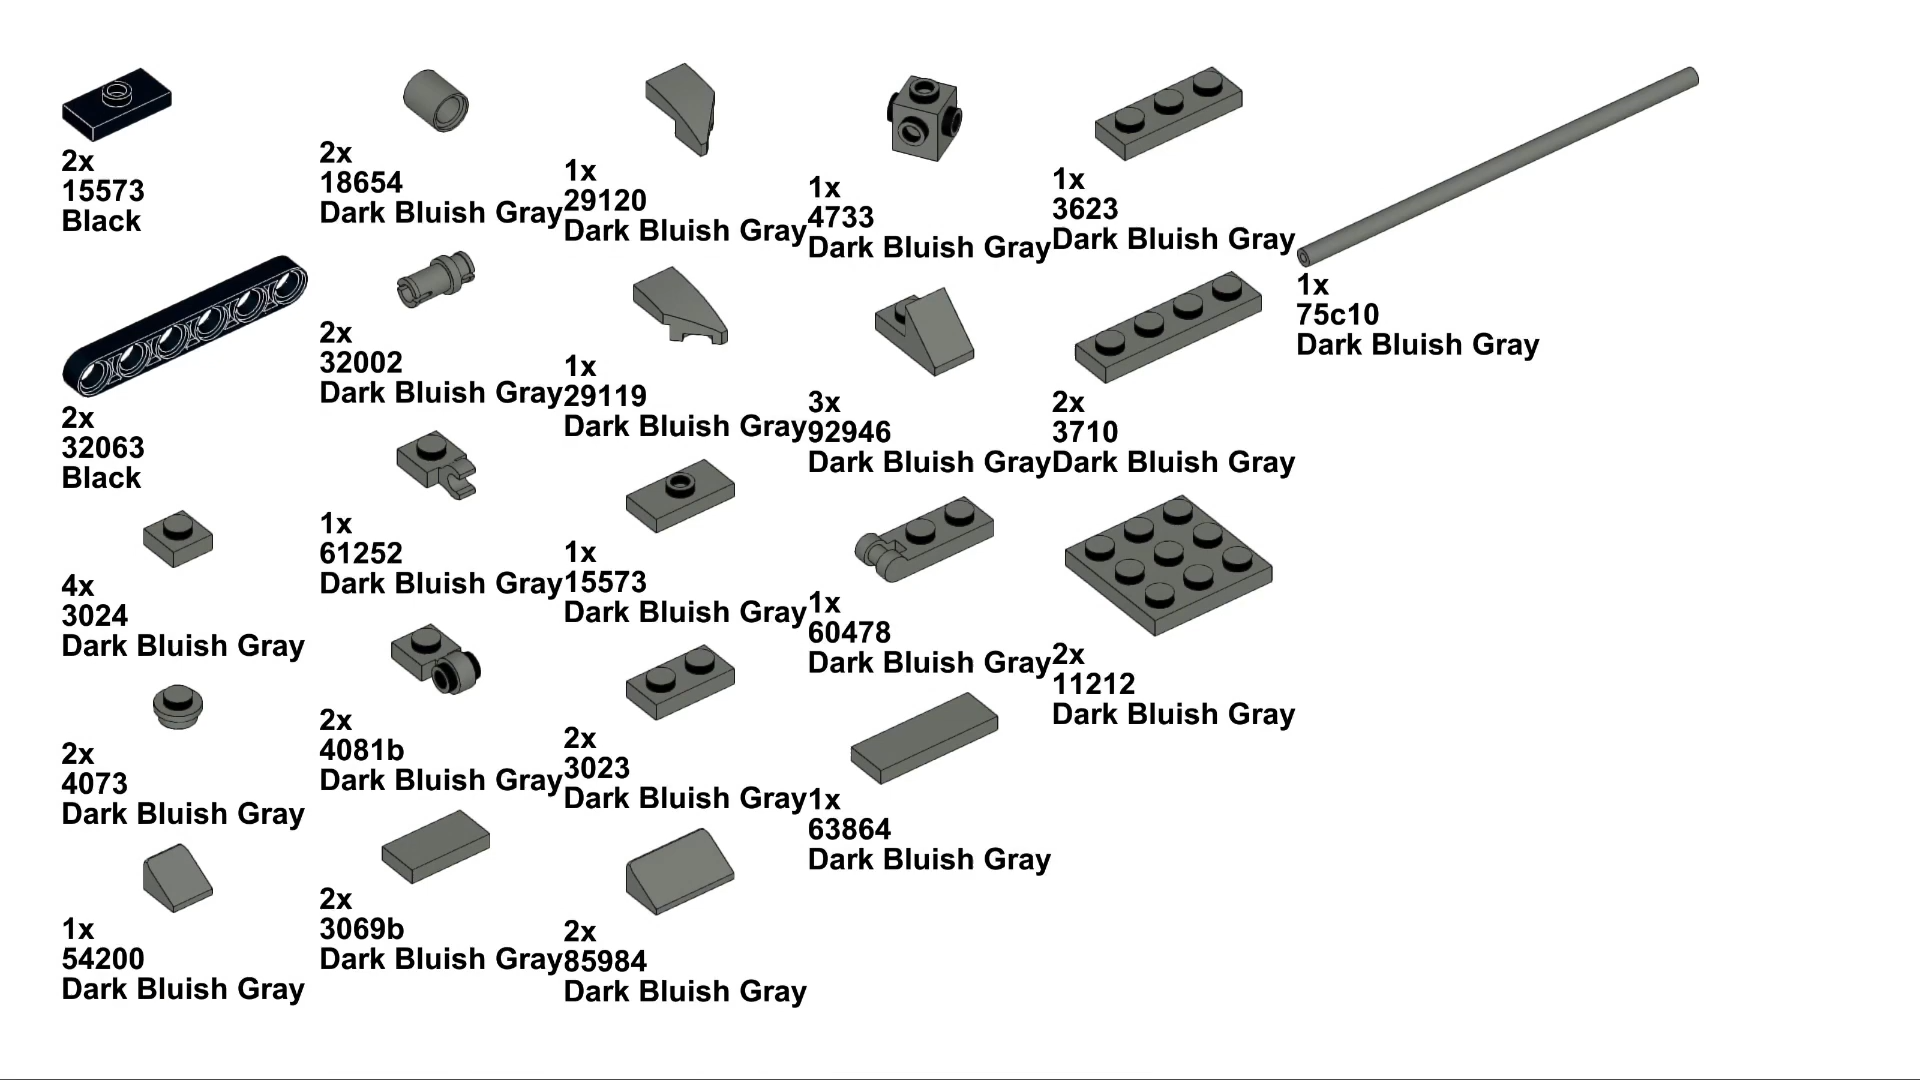 2x
15573
Black
2x
32063
Black
4x
3024
Dark Bluish Gray
2x
4073
Dark Bluish Gray
1x
54200
Dark Bluish Gray
2x
18654
Dark Bluish Gray
2x
32002
Dark Bluish Gray
1x
61252
Dark Bluish Gray
2x
4081b
Dark Bluish Gray
2x
3069b
Dark Bluish Gray
1x
29120
Dark Bluish Gray
1x
29119
Dark Bluish Gray
1x
15573
Dark Bluish Gray
2x
3023
Dark Bluish Gray
2x
85984
Dark Bluish Gray
1x
4733
Dark Bluish Gray
3x
92946
Dark Bluish Gray
1x
60478
Dark Bluish Gray
1x
63864
Dark Bluish Gray
1x
3623
Dark Bluish Gray
2x
3710
Dark Bluish Gray
2x
11212
Dark Bluish Gray
1x
75c10
Dark Bluish Gray